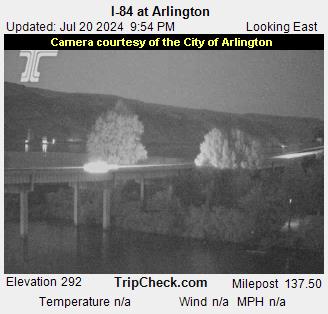 I-84 at Arlington
Updated: Jul 20 2024 9:54 PM Looking East
Camera courtesy of the City of Arlington
Elevation 292 TripCheck.com Milepost 137.50
Temperature n/a Wind n/a MPH n/a